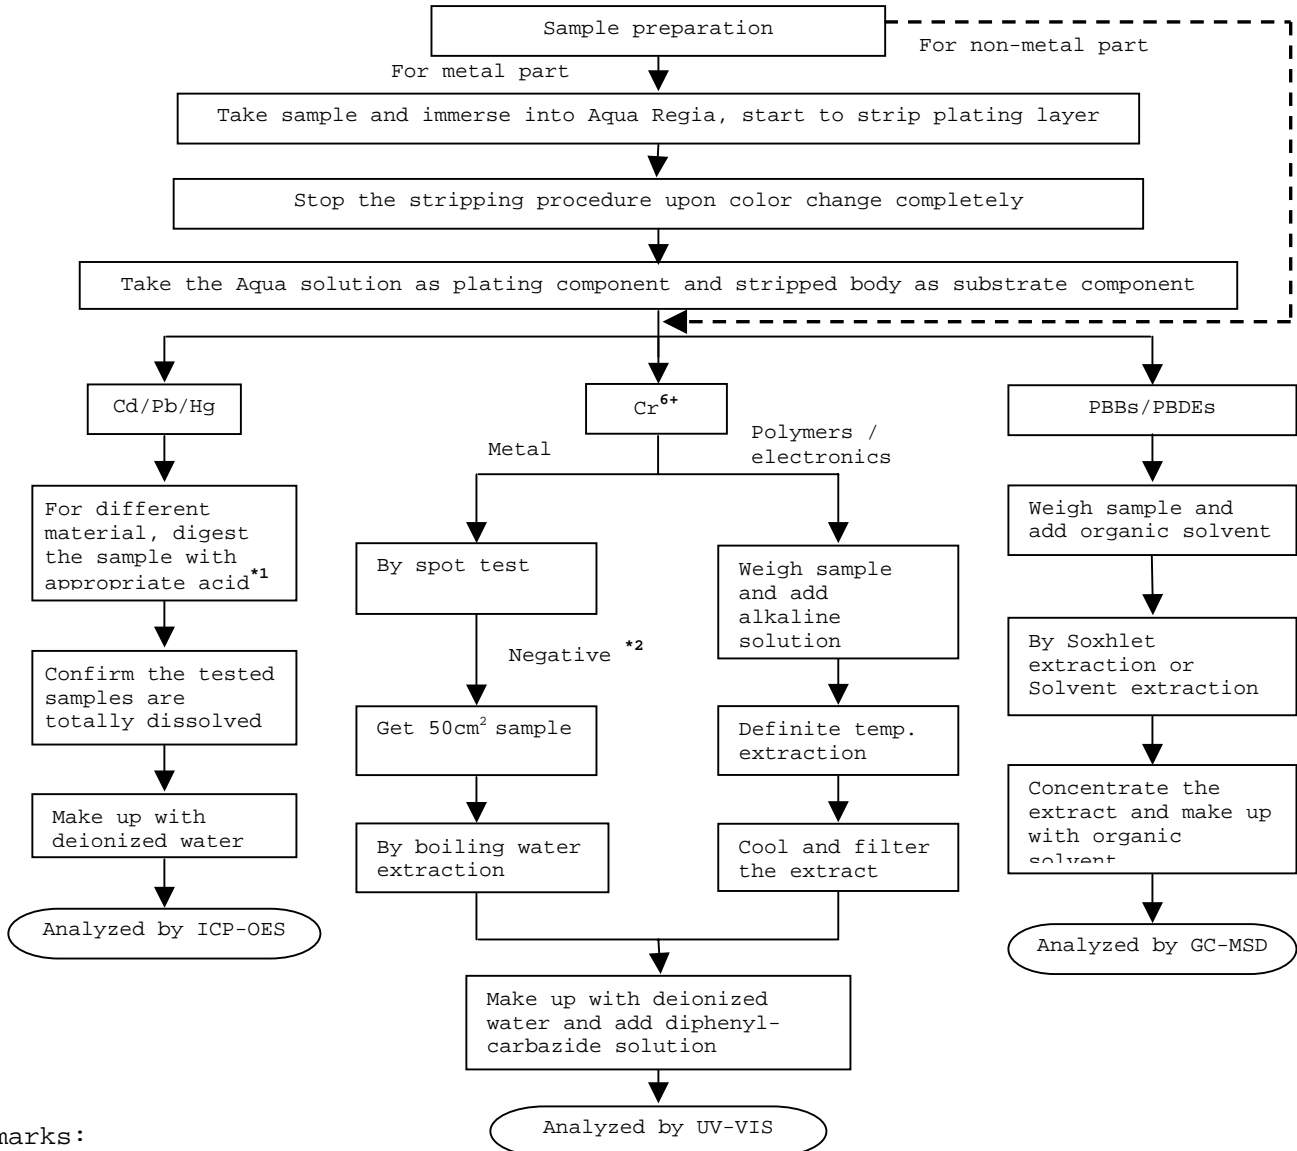 Sample preparation
For non-metal part
For metal part
Take sample and immerse into Aqua Regia, start to strip plating layer
Stop the stripping procedure upon color change completely
Take the Aqua solution as plating component and stripped body as substrate component
Cd/Pb/Hg
For different
material, digest
the sample with
appropriate acid*1
Confirm the tested
samples are
totally dissolved
Make up with
deionized water
Analyzed by ICP-OES
Cr6+
Metal
Polymers /
electronics
By spot test
Negative *2
Get 50cm2 sample
By boiling water
extraction
Weigh sample
and add
alkaline
solution
Definite temp.
extraction
Cool and filter
the extract
Make up with deionized
water and add diphenyl-
carbazide solution
Analyzed by UV-VIS
PBBs/PBDEs
Weigh sample and
add organic solvent
By Soxhlet
extraction or
Solvent extraction
Concentrate the
extract and make up
with organic
solvent
Analyzed by GC-MSD
marks: